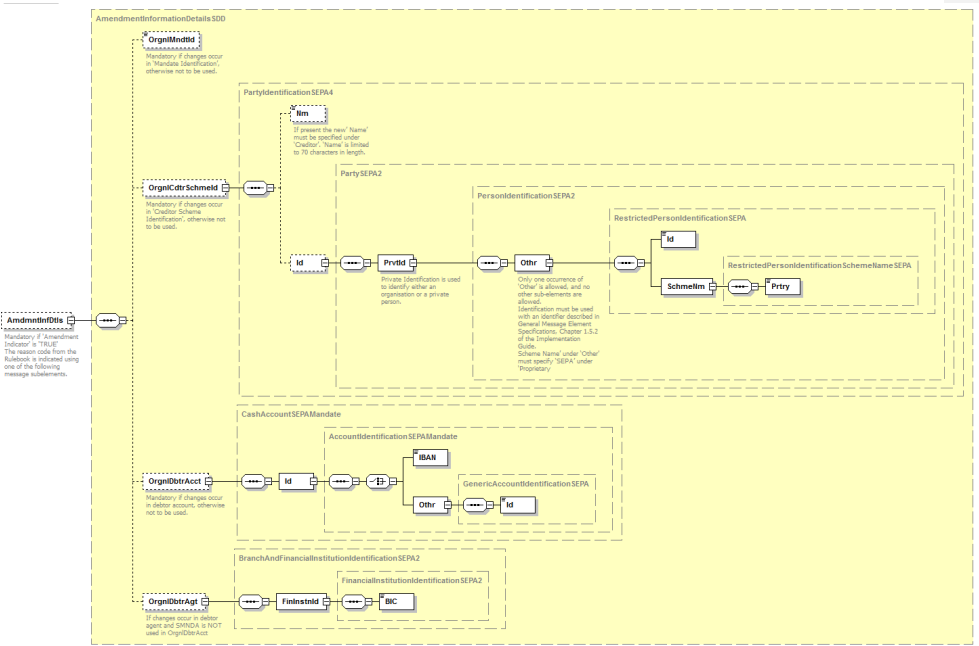 AmendmentInformationDetailsSDD
OrgnlMndtId
Mandatory if changes occur
in 'Mandate Identification',
otherwise not to be used.
PartyIdentificationSEPA4
Nm
If present the new' Name'
must be specified under
'Creditor'. 'Name' is limited
to 70 characters in length.
PartySEPA2
OrgnlCdtrSchmeId
Mandatory if changes occur
in 'Creditor Scheme
Identification', otherwise not
to be used.
PersonIdentificationSEPA2
RestrictedPersonIdentificationSEPA
Id
Id
PrvtId
Private Identification is used
to identify either an
organisation or a private
person.
Othr
Only one occurrence of
'Other' is allowed, and no
other sub-elements are
allowed.
Identification must be used
with an identifier described in
General Message Element
Specifications, Chapter 1.5.2
of the Implementation
Guide.
Scheme Name' under 'Other'
must specify 'SEPA' under
'Proprietary
RestrictedPersonIdentificationSchemeNameSEPA
SchmeNm
Prtry
AmdmntInfDtls
Mandatory if 'Amendment
Indicator' is 'TRUE'
The reason code from the
Rulebook is indicated using
one of the following
message subelements.
CashAccountSEPAMandate
AccountIdentificationSEPAMandate
IBAN
OrgnlDbtrAcct
Mandatory if changes occur
in debtor account, otherwise
not to be used.
Id
GenericAccountIdentificationSEPA
Othr
Id
BranchAndFinancialInstitutionIdentificationSEPA2
FinancialInstitutionIdentificationSEPA2
OrgnlDbtrAgt
If changes occur in debtor
agent and SMNDA is NOT
used in OrgnlDbtrAcct
FinInstnId
BIC